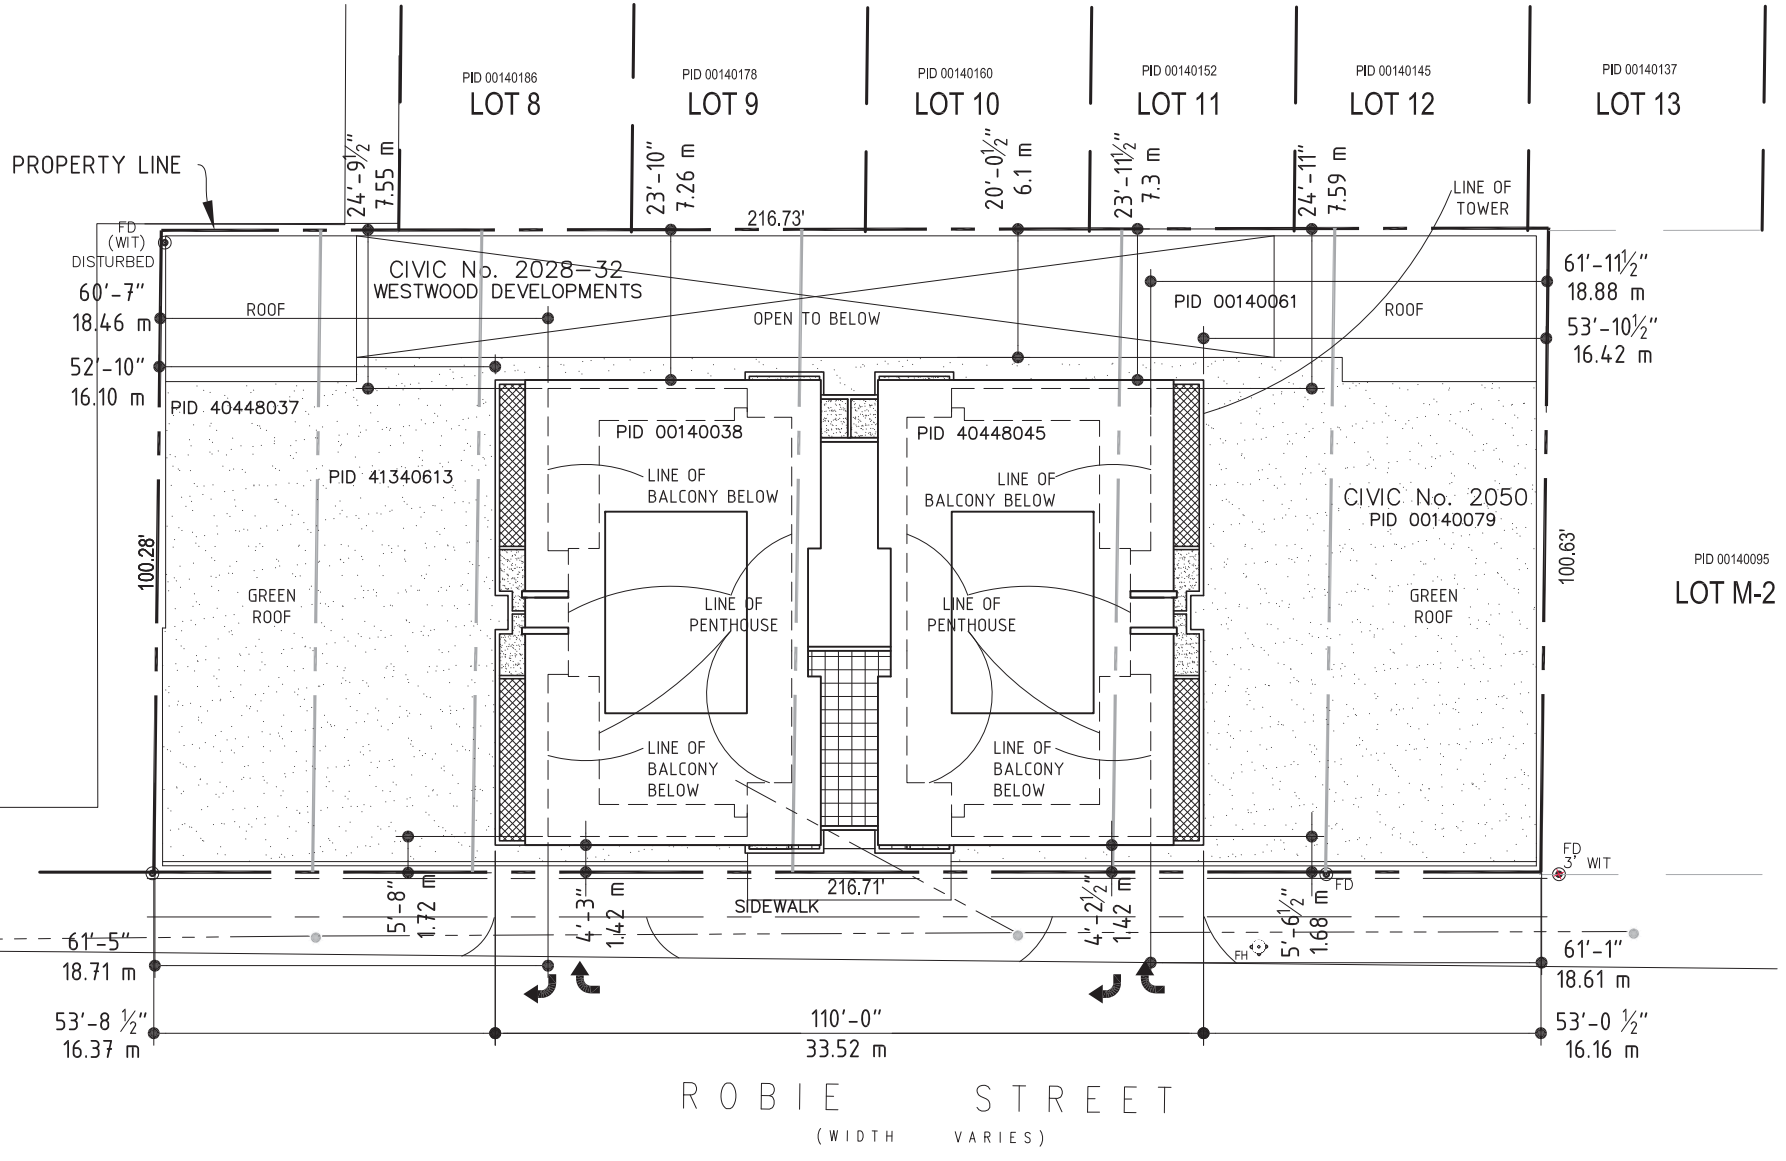 PID 00140186
LOT 8
PID 00140178
LOT 9
PID 00140160
LOT 10
PID 00140152
LOT 11
PID 00140145
LOT 12
PID 00140137
LOT 13
PROPERTY LINE
24'-9½"
7.55 m
23'-10"
7.26 m
20'-0½"
6.1 m
23'-11½"
7.3 m
24'-11"
7.59 m
LINE OF
TOWER
216.73'
FD
(WIT)
DISTURBED
60'-7"
18.46 m
52'-10"
16.10 m
CIVIC No. 2028-32
WESTWOOD DEVELOPMENTS
ROOF
OPEN TO BELOW
PID 00140061
ROOF
61'-11½"
18.88 m
53'-10½"
16.42 m
PID 40448037
PID 00140038
PID 40448045
PID 41340613
LINE OF
BALCONY BELOW
LINE OF
BALCONY BELOW
CIVIC No. 2050
PID 00140079
100.28'
100.63'
PID 00140095
LOT M-2
GREEN
ROOF
LINE OF
PENTHOUSE
LINE OF
PENTHOUSE
GREEN
ROOF
LINE OF
BALCONY
BELOW
LINE OF
BALCONY
BELOW
FD
3' WIT
FD
216.71'
SIDEWALK
5'-8"
1.72 m
4'-3"
1.42 m
4'-2½"
1.42 m
5'-6½"
1.68 m
FH
61'-5"
18.71 m
61'-1"
18.61 m
53'-8 ½"
16.37 m
110'-0"
33.52 m
53'-0 ½"
16.16 m
ROBIE STREET
(WIDTH VARIES)